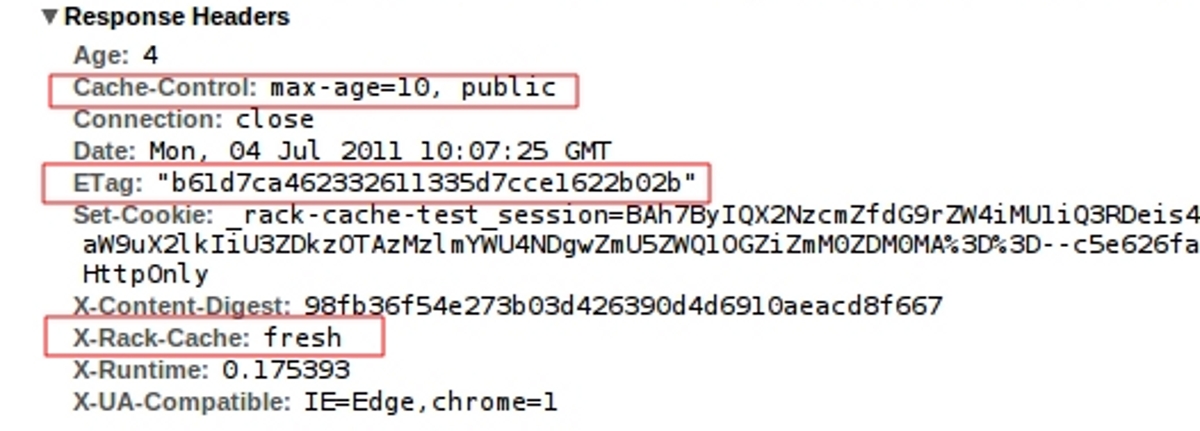 Response Headers
Age: 4
Cache-Control: max-age=10, public
Connection: close
Date: Mon, 04 Jul 2011 10:07:25 GMT
ETag: "b61d7ca462332611335d7cce1622b02b"
Set-Cookie: _rack-cache-test_session=BAh7ByIQX2NzcmZfdG9rZW4iMU1iQ3RDeis4
aW9uX2lkIiU3ZDkzOTAzMzlmYWU4NDgwZmU5ZWQ1OGZiZmM0ZDM0MA%3D%3D--c5e626fa
HttpOnly
X-Content-Digest: 98fb36f54e273b03d426390d4d6910aeacd8f667
X-Rack-Cache: fresh
X-Runtime: 0.175393
X-UA-Compatible: IE=Edge,chrome=1